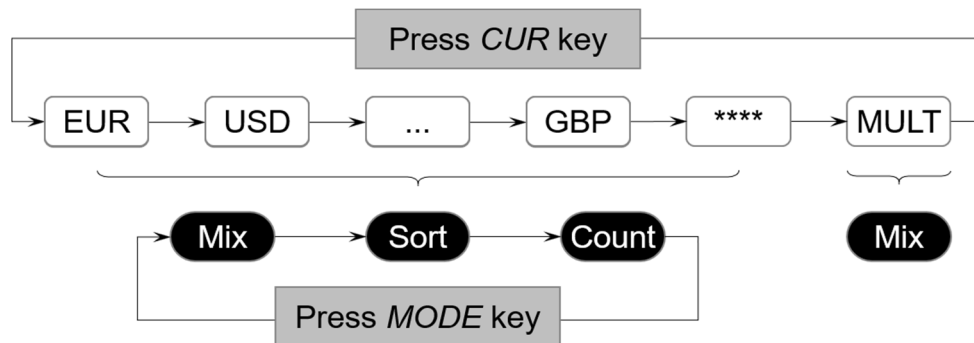 Press CUR key
EUR USD ... GBP **** MULT
Mix Sort Count Mix
Press MODE key